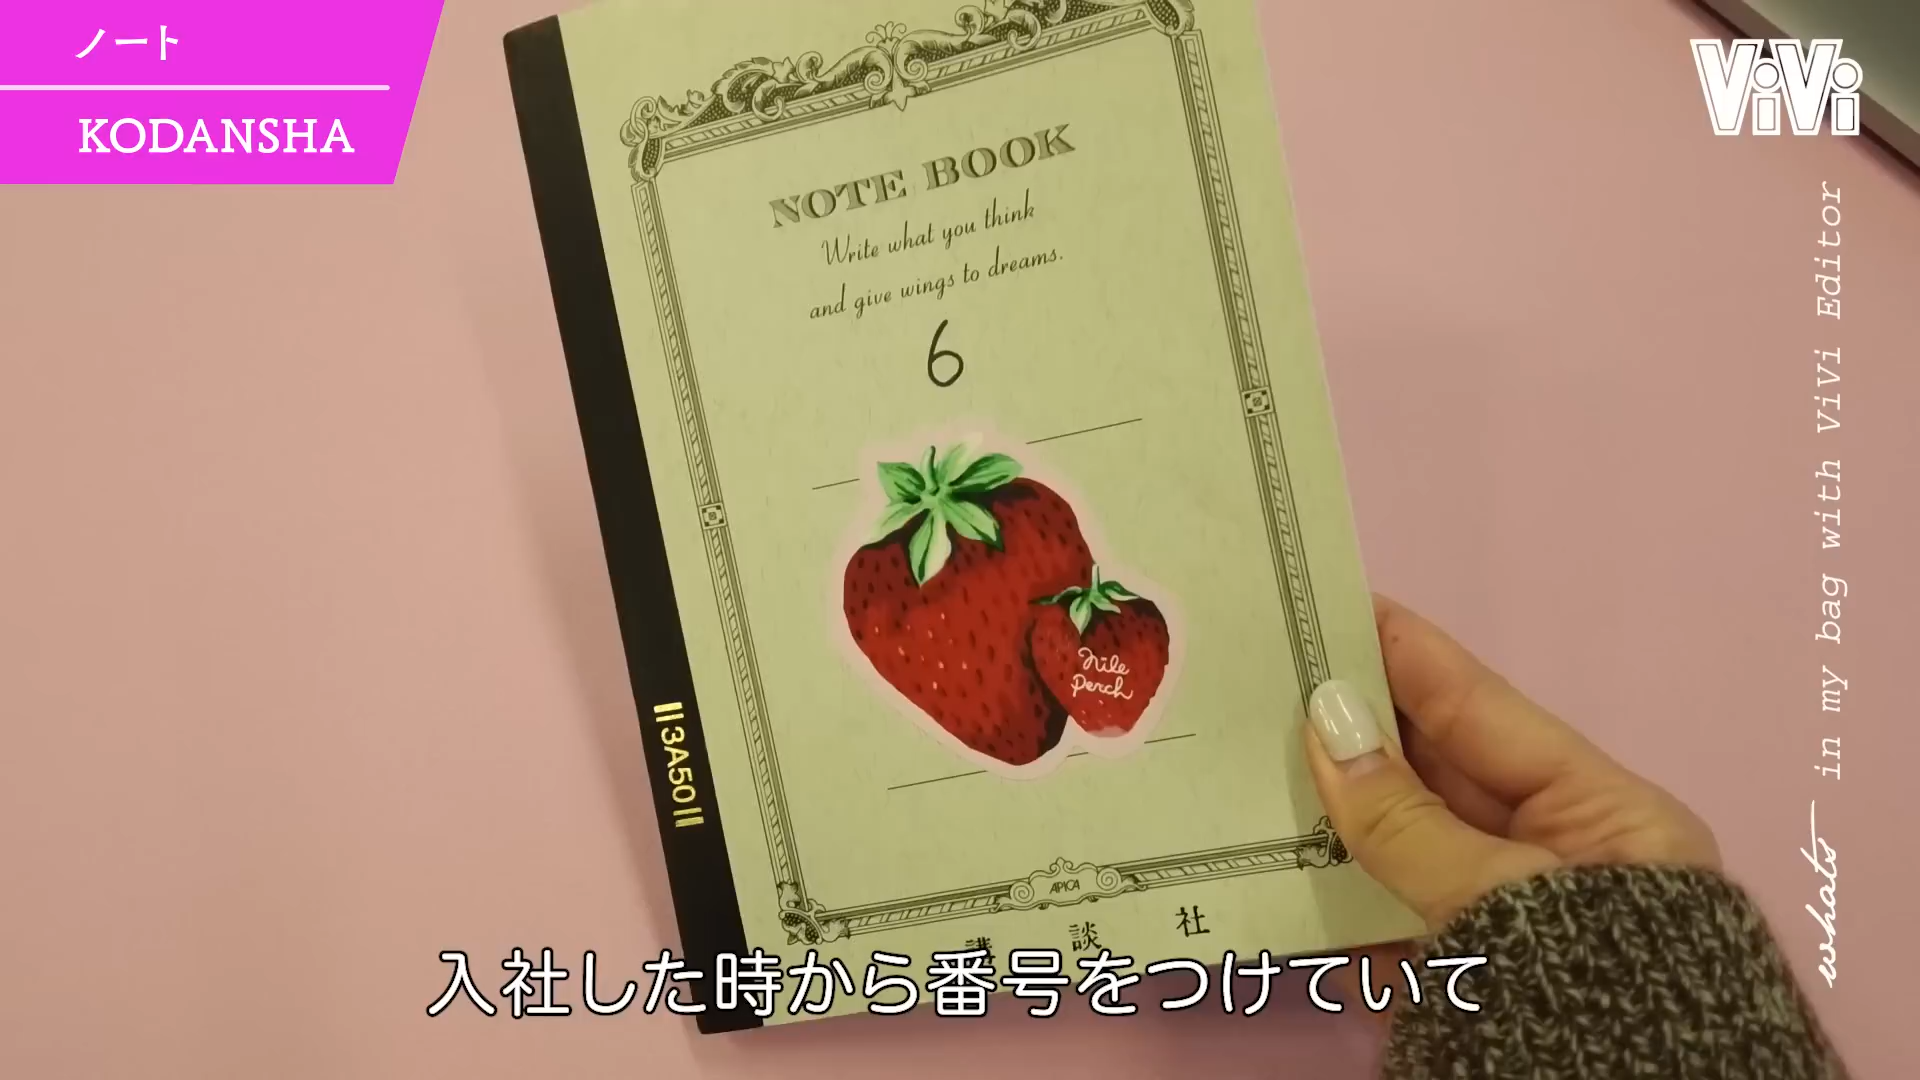 ノート
KODANSHA
ViVi
whats in my bag with ViVi Editor
NOTE BOOK
Write what you think
and give wings to dreams.
6
Nile
Perch
3A50
APICA
講談社
入社した時から番号をつけていて